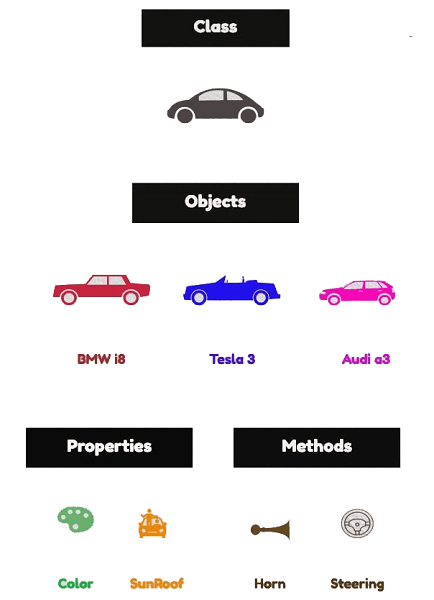 Class
Objects
BMW i8 Tesla 3 Audi a3
Properties Methods
Color SunRoof Horn Steering